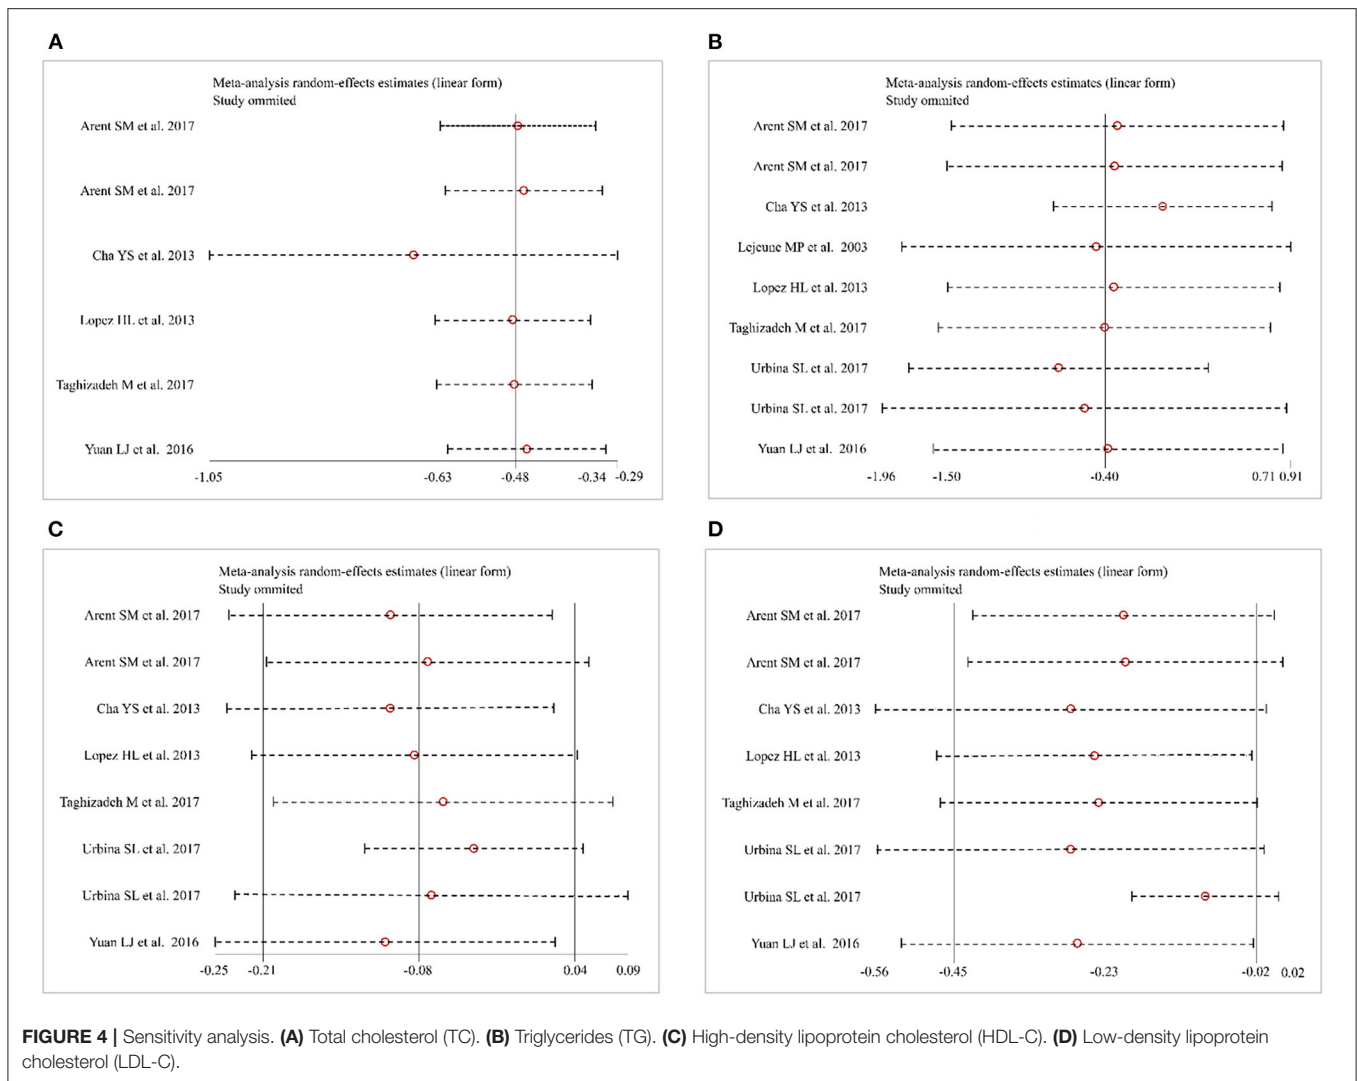 A
Meta-analysis random-effects estimates (linear form)
Study ommited
Arent SM et al. 2017
Arent SM et al. 2017
Cha YS et al. 2013
Lopez HL et al. 2013
Taghizadeh M et al. 2017
Yuan LJ et al. 2016
-1.05 -0.63 -0.48 -0.34 -0.29
B
Meta-analysis random-effects estimates (linear form)
Study ommited
Arent SM et al. 2017
Arent SM et al. 2017
Cha YS et al. 2013
Lejeune MP et al. 2003
Lopez HL et al. 2013
Taghizadeh M et al. 2017
Urbina SL et al. 2017
Urbina SL et al. 2017
Yuan LJ et al. 2016
-1.96 -1.50 -0.40 0.71 0.91
C
Meta-analysis random-effects estimates (linear form)
Study ommited
Arent SM et al. 2017
Arent SM et al. 2017
Cha YS et al. 2013
Lopez HL et al. 2013
Taghizadeh M et al. 2017
Urbina SL et al. 2017
Urbina SL et al. 2017
Yuan LJ et al. 2016
-0.25 -0.21 -0.08 0.04 0.09
D
Meta-analysis random-effects estimates (linear form)
Study ommited
Arent SM et al. 2017
Arent SM et al. 2017
Cha YS et al. 2013
Lopez HL et al. 2013
Taghizadeh M et al. 2017
Urbina SL et al. 2017
Urbina SL et al. 2017
Yuan LJ et al. 2016
-0.56 -0.45 -0.23 -0.02 0.02
FIGURE 4 | Sensitivity analysis. (A) Total cholesterol (TC). (B) Triglycerides (TG). (C) High-density lipoprotein cholesterol (HDL-C). (D) Low-density lipoprotein
cholesterol (LDL-C).